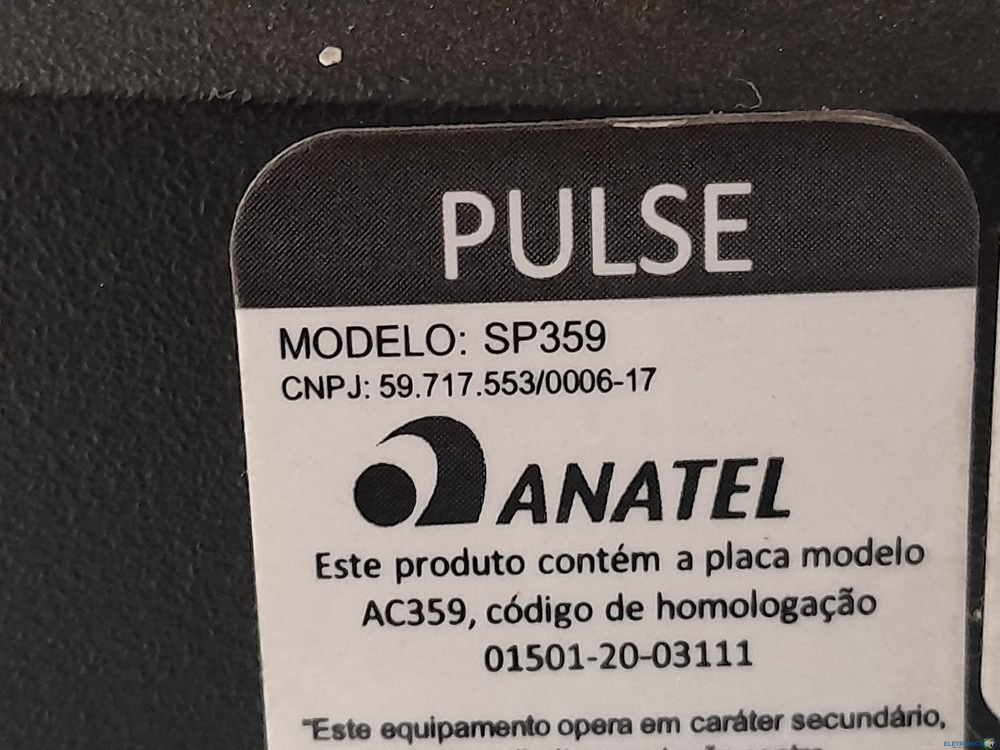 PULSE
MODELO: SP359
CNPJ: 59.717.553/0006-17
ANATEL
Este produto contém a placa modelo
AC359, código de homologação
01501-20-03111
"Este equipamento opera em caráter secundário,